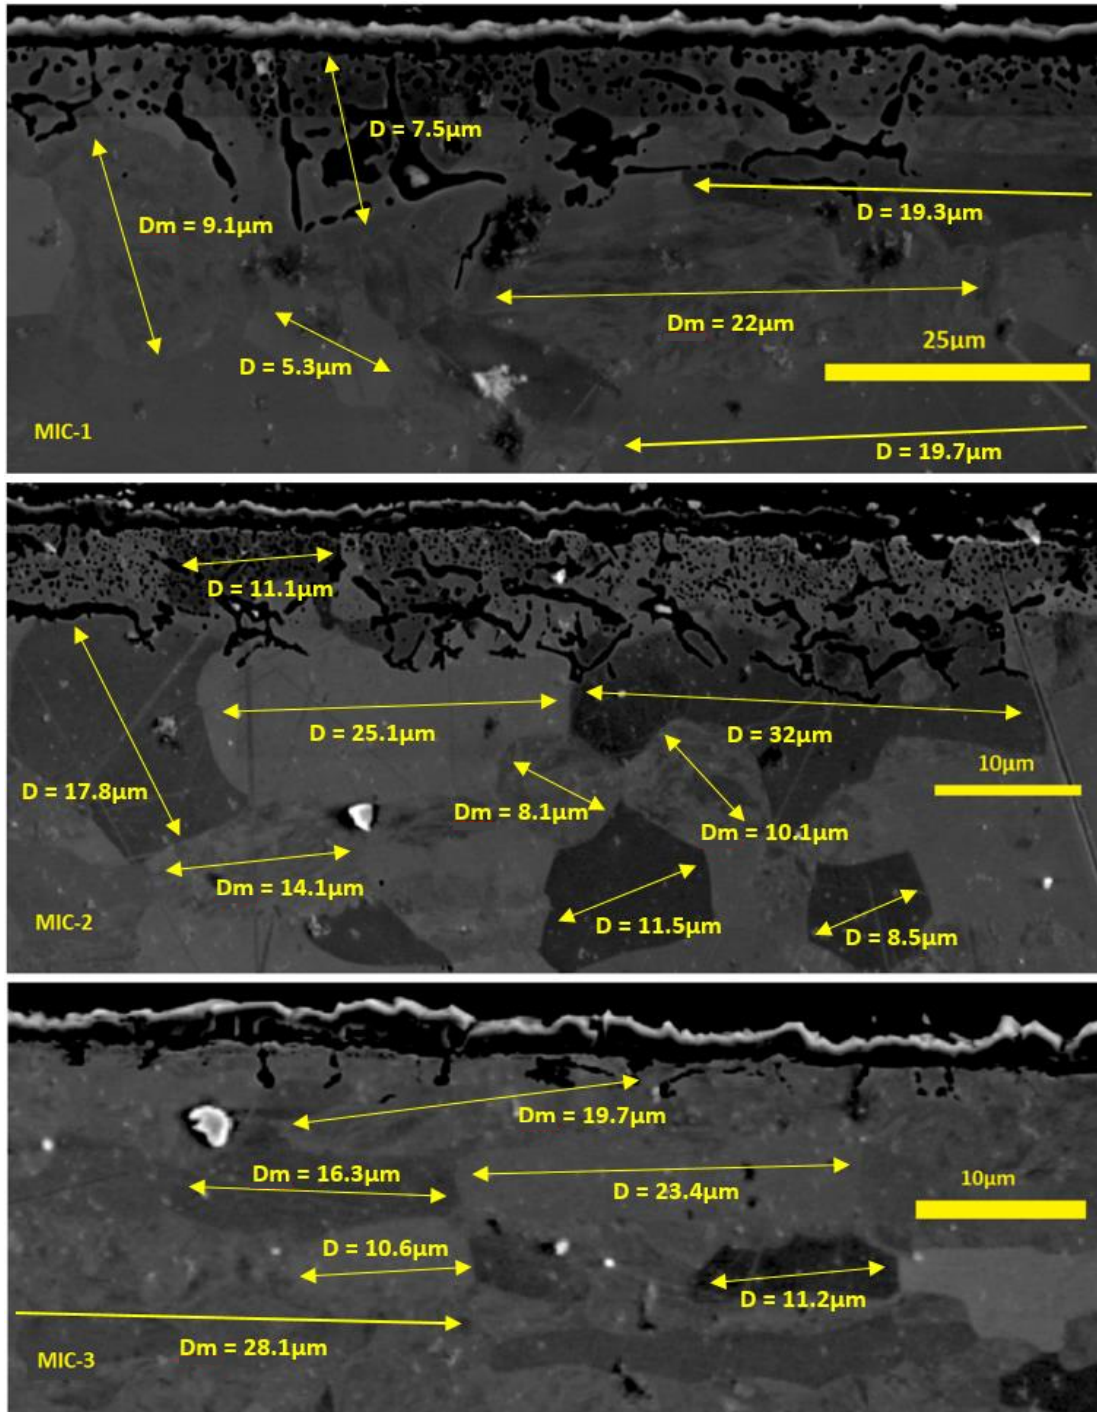 D = 7.5µm
Dm = 9.1µm
D = 19.3µm
Dm = 22µm
25µm
D = 5.3µm
MIC-1
D = 19.7µm
D = 11.1µm
D = 25.1µm
D = 32µm
10µm
D = 17.8µm
Dm = 8.1µm
Dm = 10.1µm
Dm = 14.1µm
MIC-2
D = 11.5µm
D = 8.5µm
Dm = 19.7µm
Dm = 16.3µm
D = 23.4µm
10µm
D = 10.6µm
D = 11.2µm
Dm = 28.1µm
MIC-3